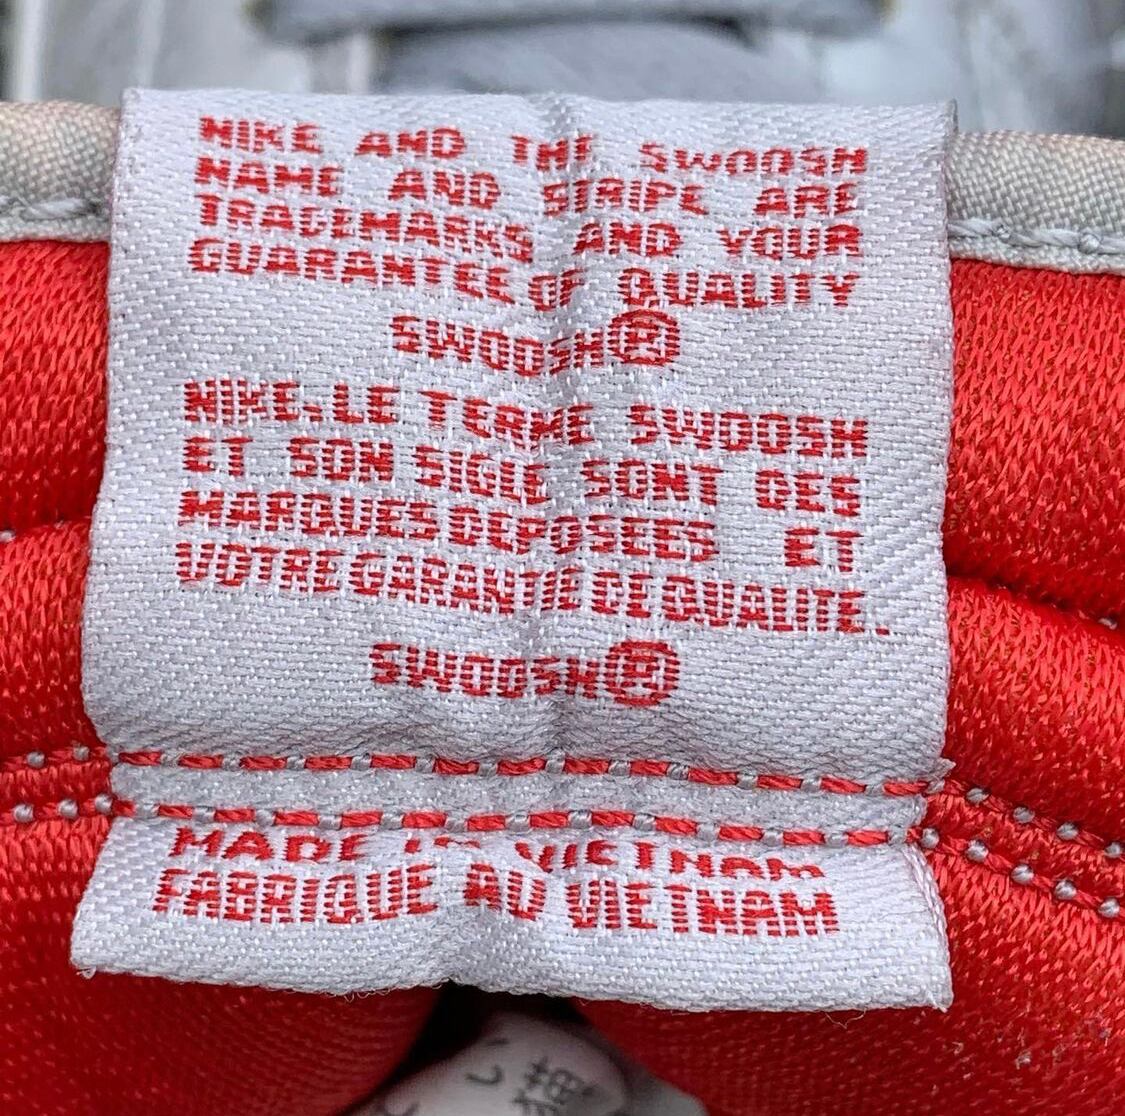 NIKE AND THE SWOOSH
NAME AND STRIPE ARE
TRADEMARKS AND YOUR
GUARANTEE OF QUALITY
SWOOSH®
NIKE, LE TERME SWOOSH
ET SON SIGLE SONT DES
MARQUES DEPOSEES ET
VOTRE GARANTIE DE QUALITE.
SWOOSH®
MADE IN VIETNAM
FABRIQUE AU VIETNAM
猫